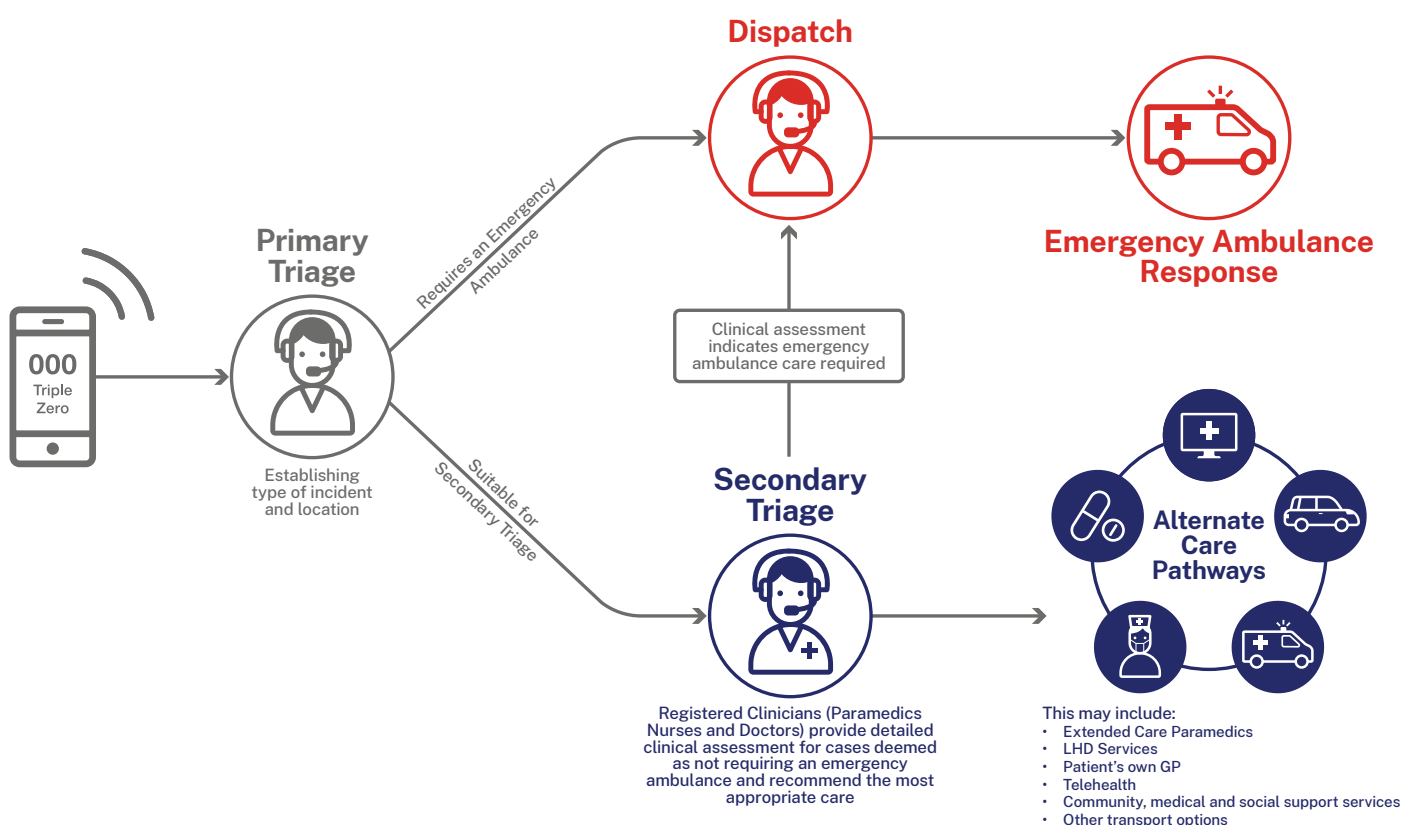 Dispatch
Emergency Ambulance
Response
Requires an Emergency
Ambulance
Primary
Triage
000
Triple
Zero
Establishing
type of incident
and location
Clinical assessment
indicates emergency
ambulance care required
Suitable for
Secondary Triage
Secondary
Triage
Registered Clinicians (Paramedics
Nurses and Doctors) provide detailed
clinical assessment for cases deemed
as not requiring an emergency
ambulance and recommend the most
appropriate care
Alternate
Care
Pathways
This may include:
• Extended Care Paramedics
• LHD Services
• Patient's own GP
• Telehealth
• Community, medical and social support services
• Other transport options